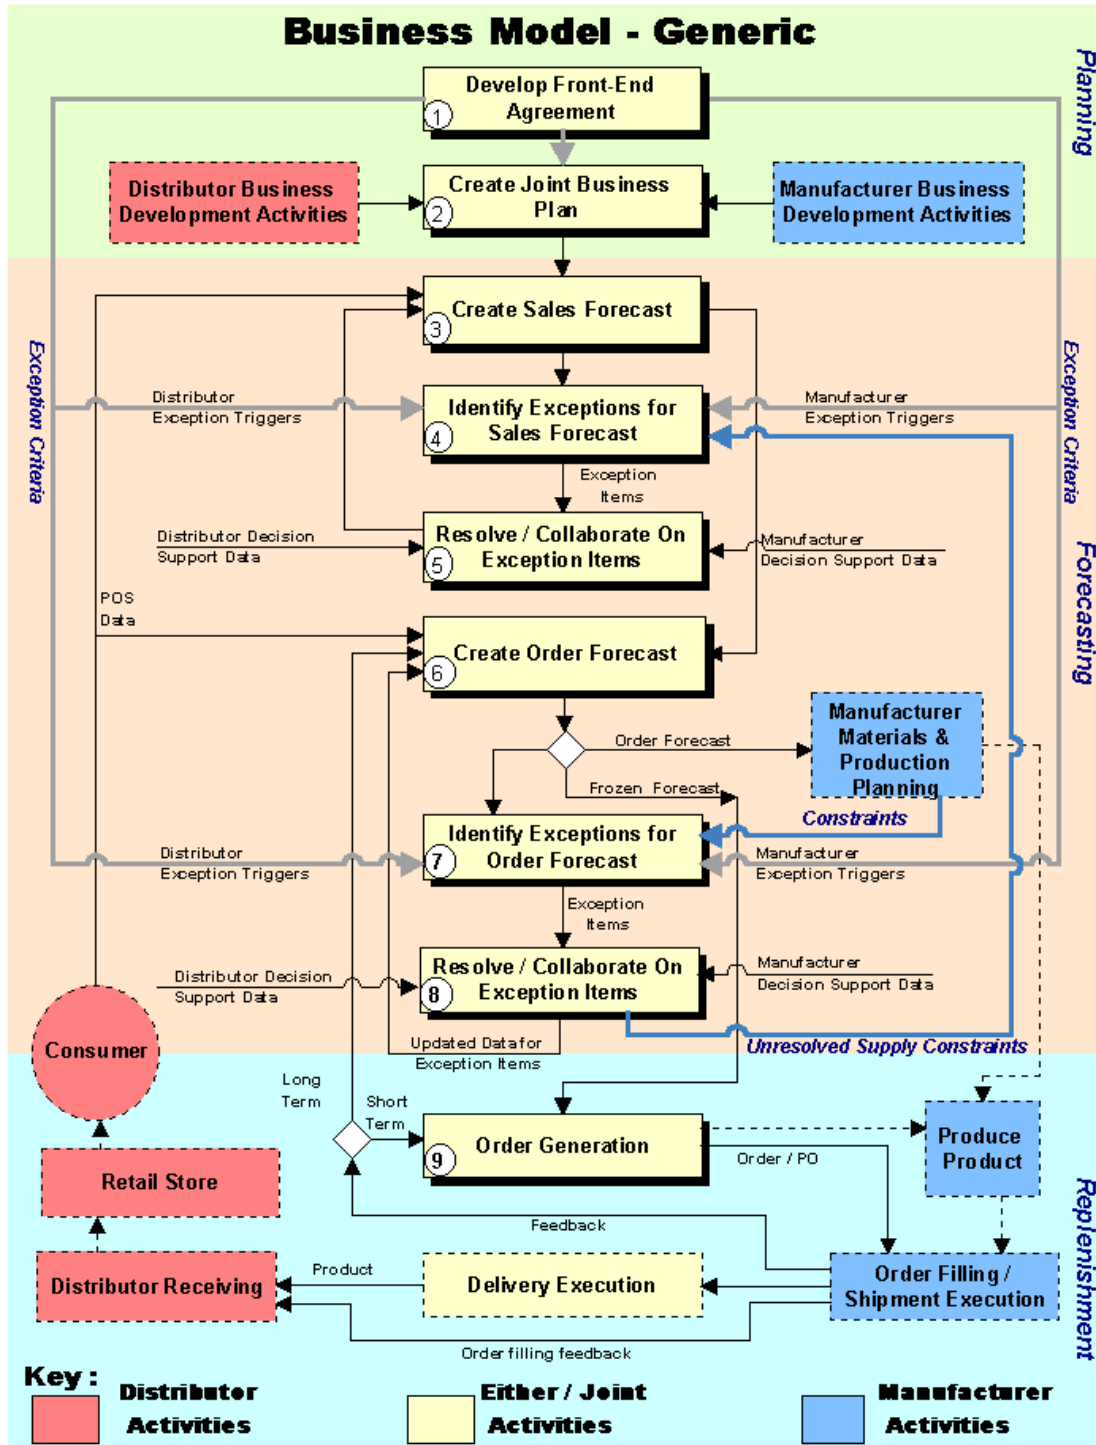 Business Model - Generic
Planning
Develop Front-End
Agreement
1
Distributor Business
Development Activities
Create Joint Business
Plan
2
Manufacturer Business
Development Activities
Create Sales Forecast
3
Exception Criteria
Exception Criteria
Distributor
Exception Triggers
Identify Exceptions for
Sales Forecast
4
Manufacturer
Exception Triggers
Exception
Items
Distributor Decision
Support Data
Resolve / Collaborate On
Exception Items
5
Manufacturer
Decision Support Data
Forecasting
POS
Data
Create Order Forecast
6
Manufacturer
Materials &
Production
Planning
Order Forecast
Frozen Forecast
Constraints
Distributor
Exception Triggers
Identify Exceptions for
Order Forecast
7
Manufacturer
Exception Triggers
Exception
Items
Distributor Decision
Support Data
Resolve / Collaborate On
Exception Items
8
Manufacturer
Decision Support Data
Consumer
Updated Data for
Exception Items
Unresolved Supply Constraints
Long
Term
Short
Term
Order Generation
9
Order / PO
Produce
Product
Retail Store
Feedback
Replenishment
Distributor Receiving
Product
Delivery Execution
Order Filling /
Shipment Execution
Order filling feedback
Key :
Distributor
Activities
Either / Joint
Activities
Manufacturer
Activities